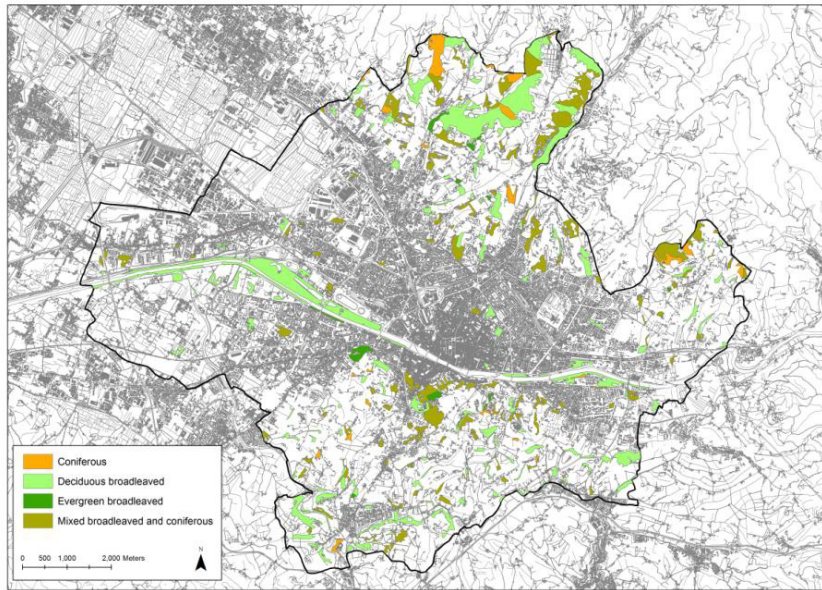 Coniferous
Deciduous broadleaved
Evergreen broadleaved
Mixed broadleaved and coniferous
0 500 1,000 2,000 Meters
N